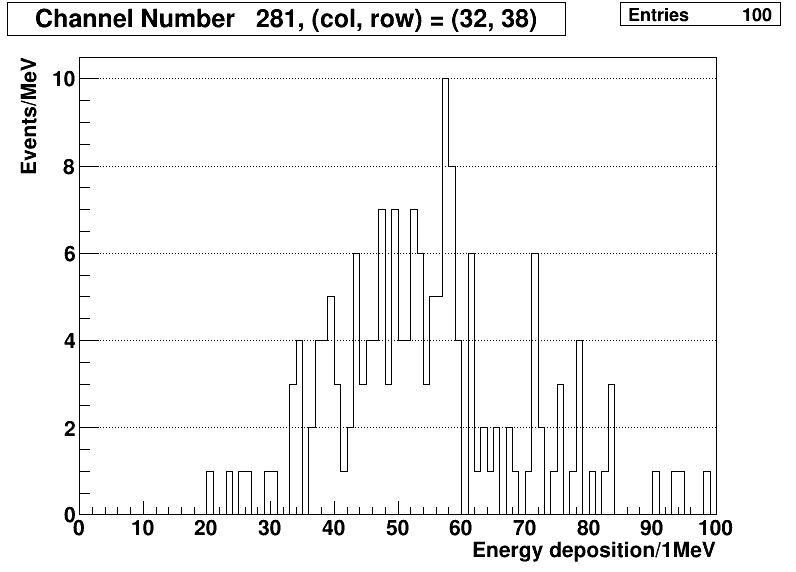 Channel Number 281, (col, row) = (32, 38)
Entries 100
Events/MeV
10
8
6
4
2
0
0 10 20 30 40 50 60 70 80 90 100
Energy deposition/1MeV